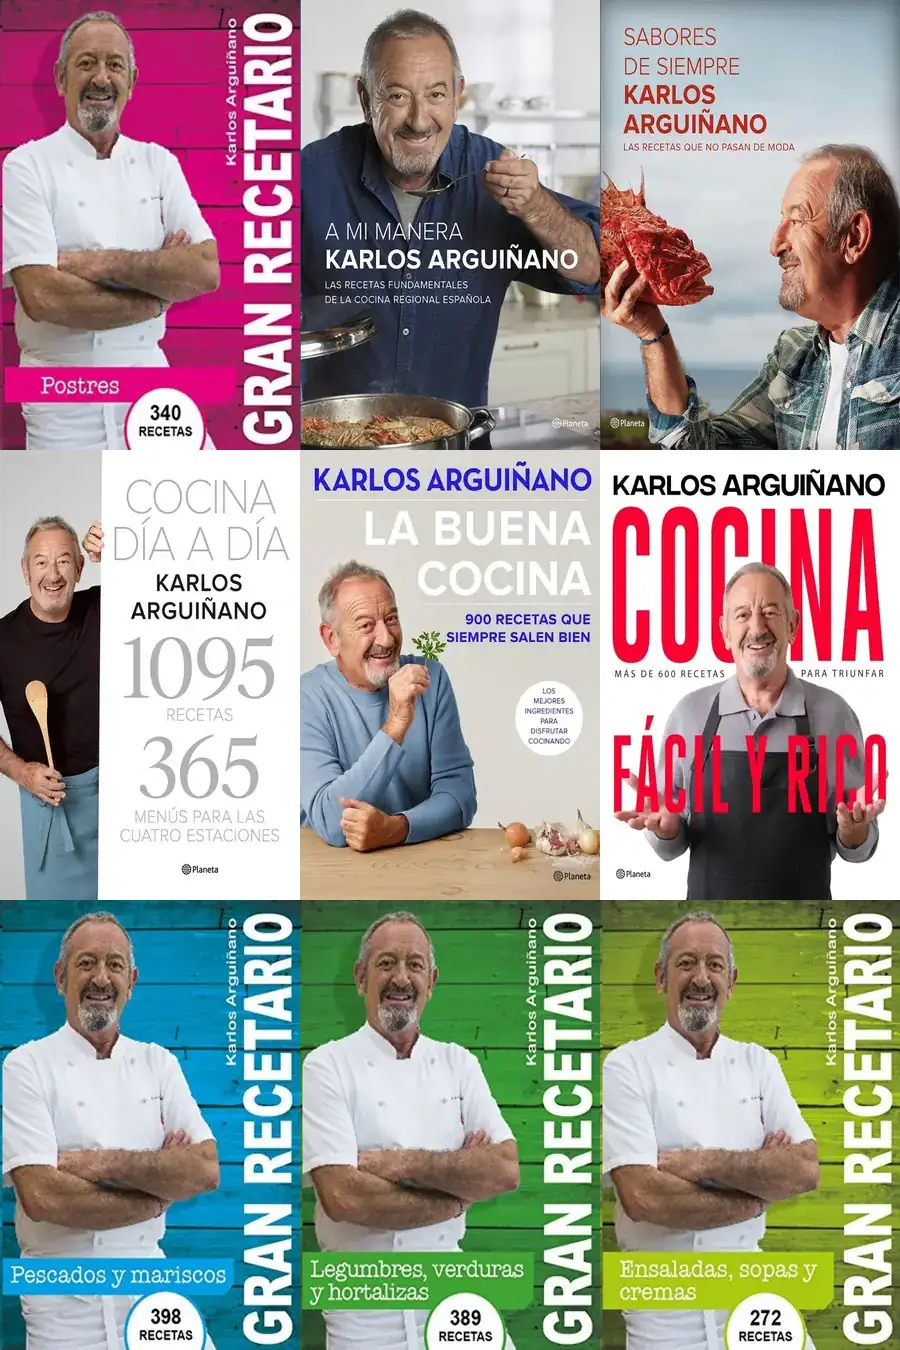 Karlos Arguiñano
GRAN RECETARIO
Postres
340
RECETAS
A MI MANERA
KARLOS ARGUIÑANO
LAS RECETAS FUNDAMENTALES
DE LA COCINA REGIONAL ESPAÑOLA
Planeta
SABORES
DE SIEMPRE
KARLOS
ARGUIÑANO
LAS RECETAS QUE NO PASAN DE MODA
Planeta
COCINA
DÍA A DÍA
KARLOS
ARGUIÑANO
1095
RECETAS
365
MENÚS PARA LAS
CUATRO ESTACIONES
Planeta
KARLOS ARGUIÑANO
LA BUENA
COCINA
900 RECETAS QUE
SIEMPRE SALEN BIEN
LOS
MEJORES
INGREDIENTES
PARA
DISFRUTAR
COCINANDO
Planeta
KARLOS ARGUIÑANO
COCINA
MÁS DE 600 RECETAS PARA TRIUNFAR
FÁCIL Y RICO
Planeta
Karlos Arguiñano
GRAN RECETARIO
Pescados y mariscos
398
RECETAS
Karlos Arguiñano
GRAN RECETARIO
Legumbres, verduras
y hortalizas
389
RECETAS
Karlos Arguiñano
GRAN RECETARIO
Ensaladas, sopas y
cremas
272
RECETAS